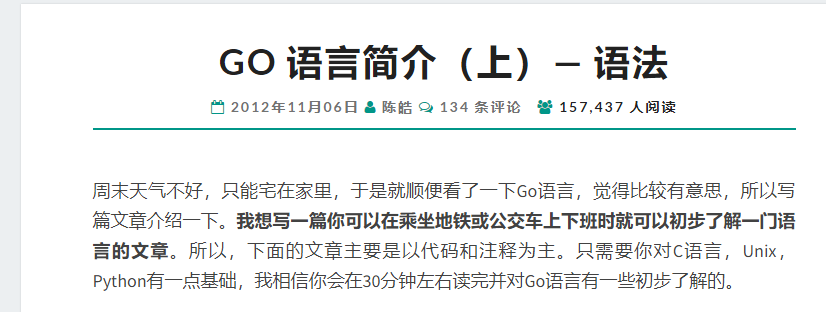 GO 语言简介（上）— 语法
2012年11月06日 陈皓 134 条评论 157,437 人阅读
周末天气不好，只能宅在家里，于是就顺便看了一下Go语言，觉得比较有意思，所以写
篇文章介绍一下。我想写一篇你可以在乘坐地铁或公交车上下班时就可以初步了解一门语
言的文章。所以，下面的文章主要是以代码和注释为主。只需要你对C语言，Unix，
Python有一点基础，我相信你会在30分钟左右读完并对Go语言有一些初步了解的。